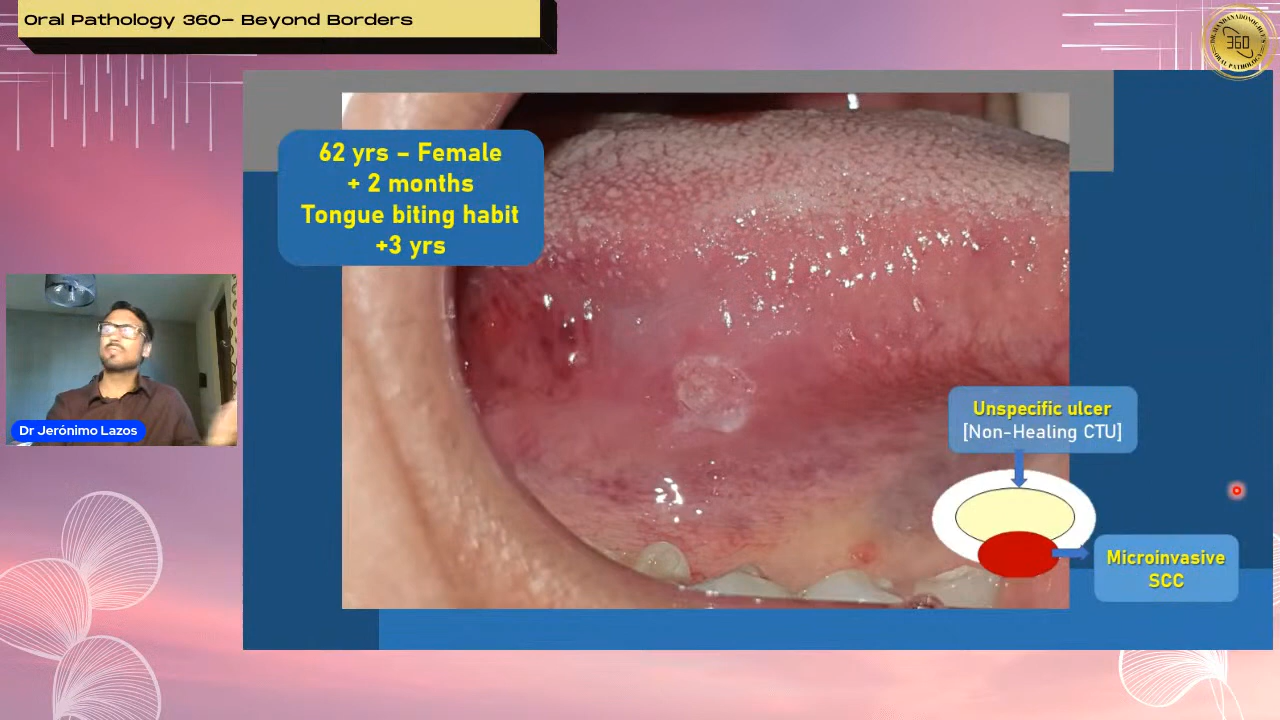 Oral Pathology 360– Beyond Borders
360
62 yrs – Female
+ 2 months
Tongue biting habit
+3 yrs
Unspecific ulcer
[Non-Healing CTU]
Microinvasive
SCC
Dr Jerónimo Lazos